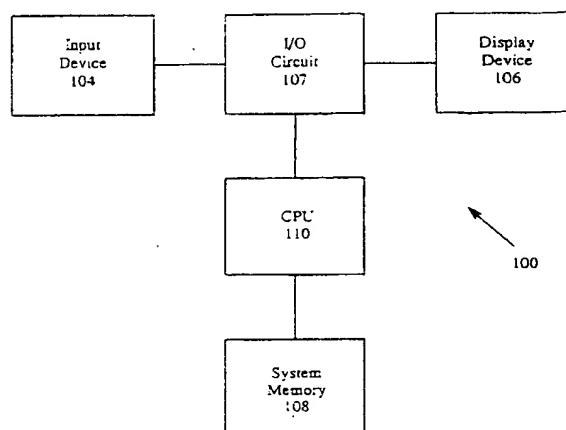 Input
Device
104
I/O
Circuit
107
Display
Device
106
CPU
110
100
System
Memory
108